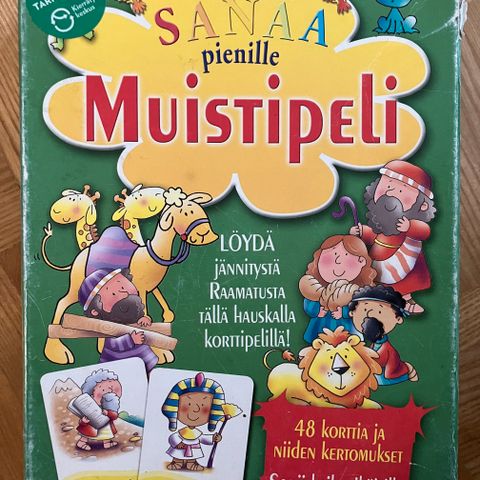 SANAA
pienille
MUISTIPELI
LÖYDÄ
JÄNNITYSTÄ
RAAMATUSTA
TÄLLÄ HAUSKALLA
KORTTIPELILLÄ!
48 KORTTIA JA
NIIDEN KERTOMUKSET